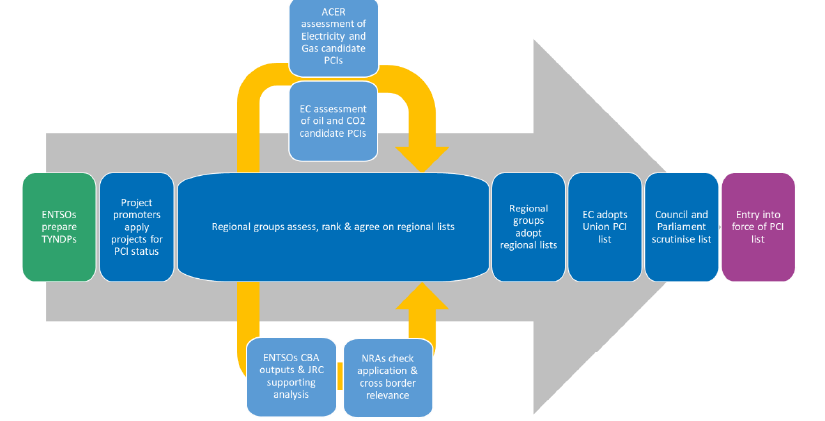 ACER
assessment of
Electricity and
Gas candidate
PCIs
EC assessment
of oil and CO2
candidate PCIs
ENTSOs
prepare
TYNDPs
Project
promoters
apply
projects for
PCI status
Regional groups assess, rank & agree on regional lists
Regional
groups
adopt
regional lists
EC adopts
Union PCI
list
Council and
Parliament
scrutinise list
Entry into
force of PCI
list
ENTSOs CBA
outputs & JRC
supporting
analysis
NRAs check
application &
cross border
relevance